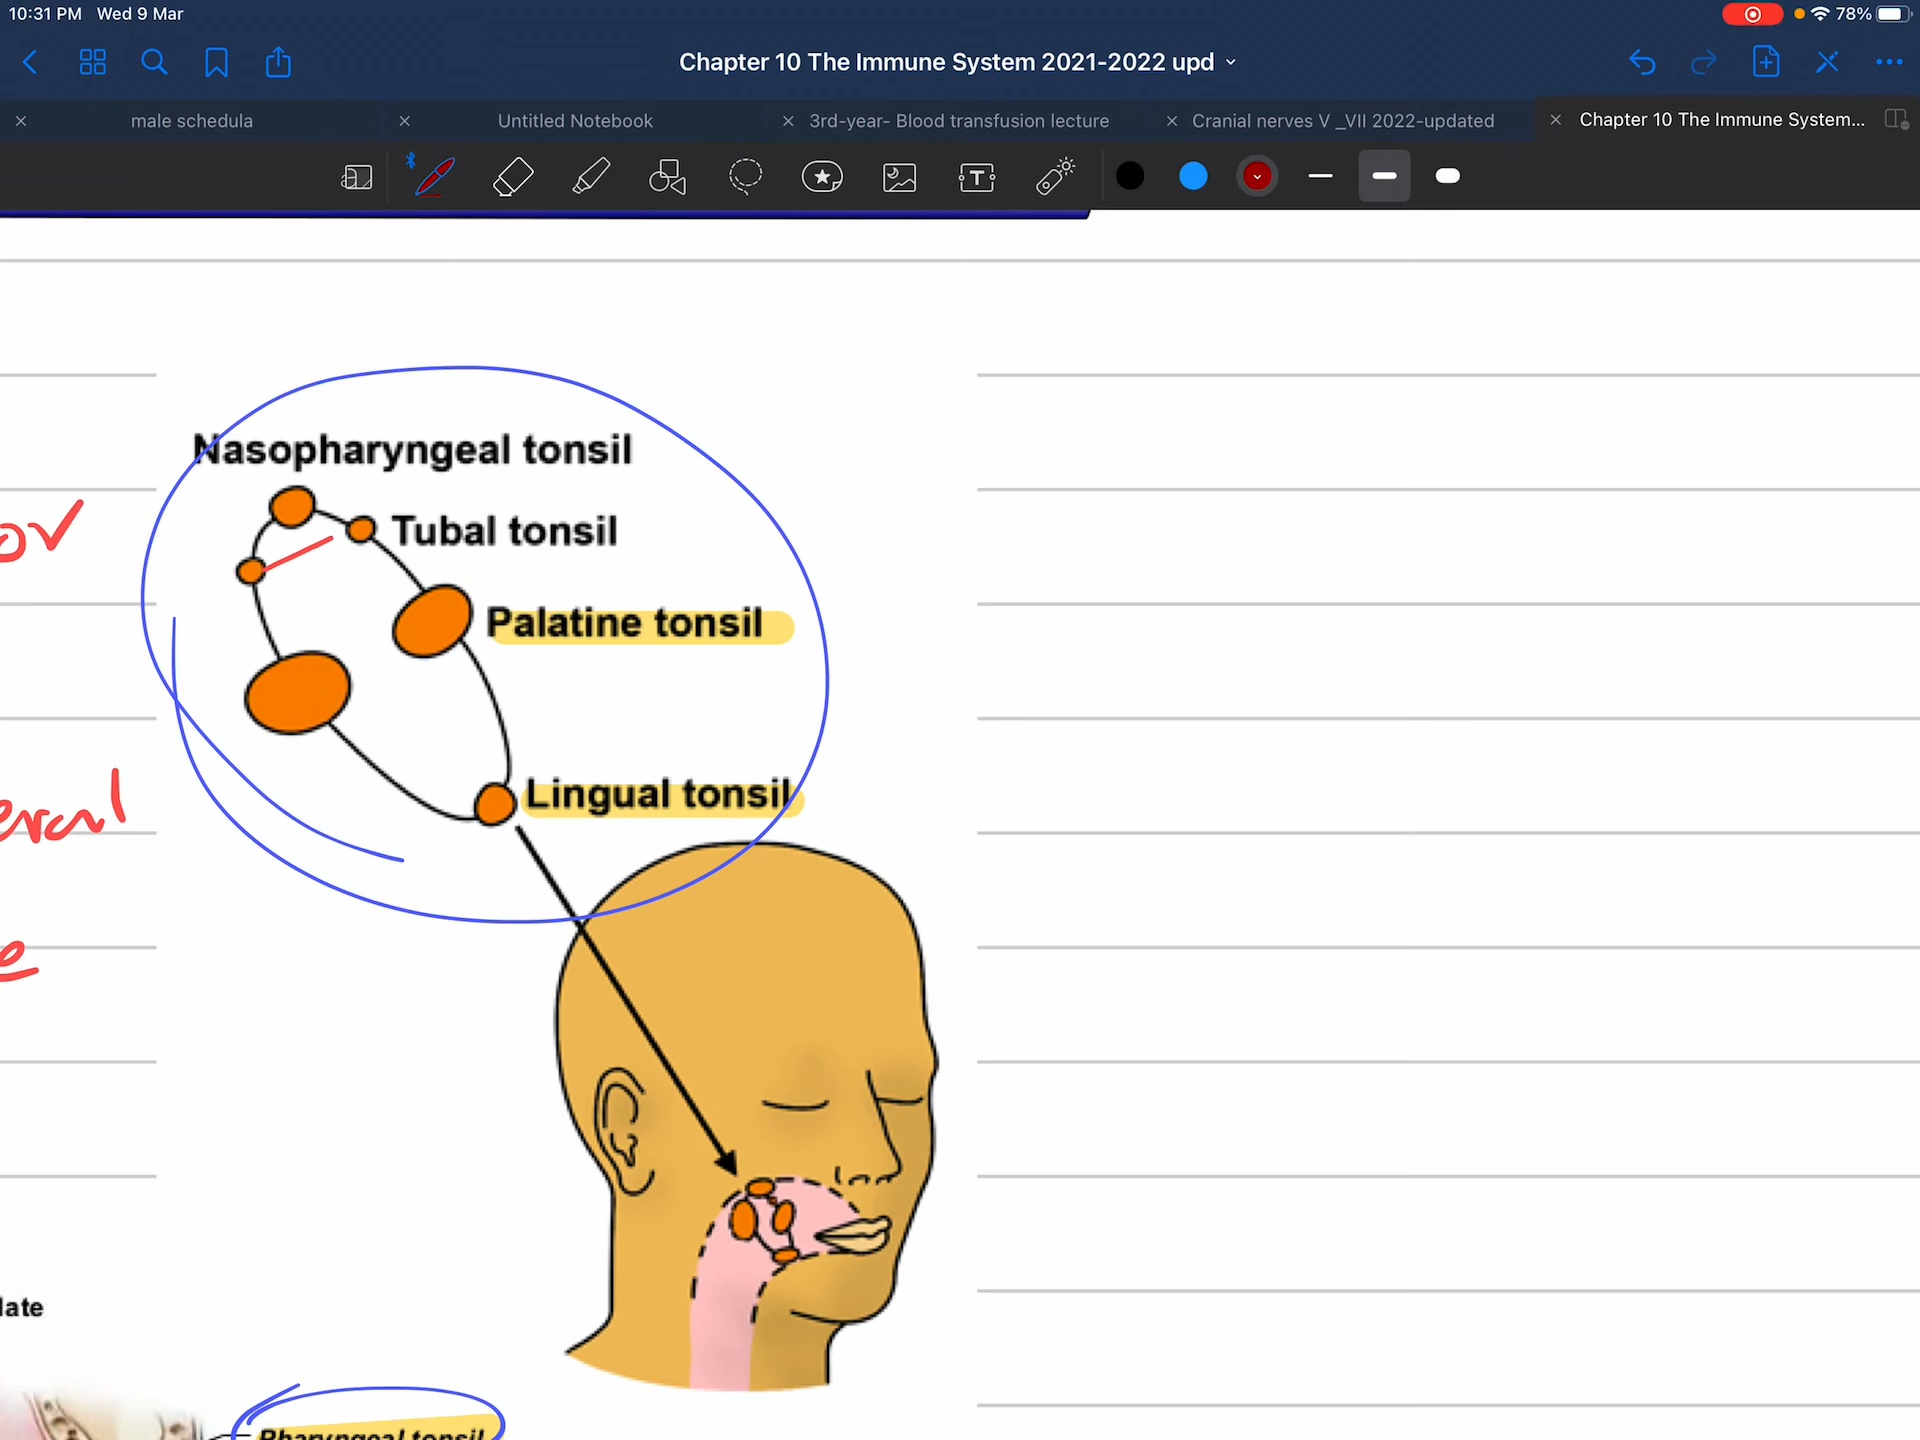 10:31 PM Wed 9 Mar
78%
Chapter 10 The Immune System 2021-2022 upd
male schedula
Untitled Notebook
3rd-year- Blood transfusion lecture
Cranial nerves V _VII 2022-updated
Chapter 10 The Immune System...
Nasopharyngeal tonsil
Tubal tonsil
Palatine tonsil
Lingual tonsil
Pharyngeal tonsil